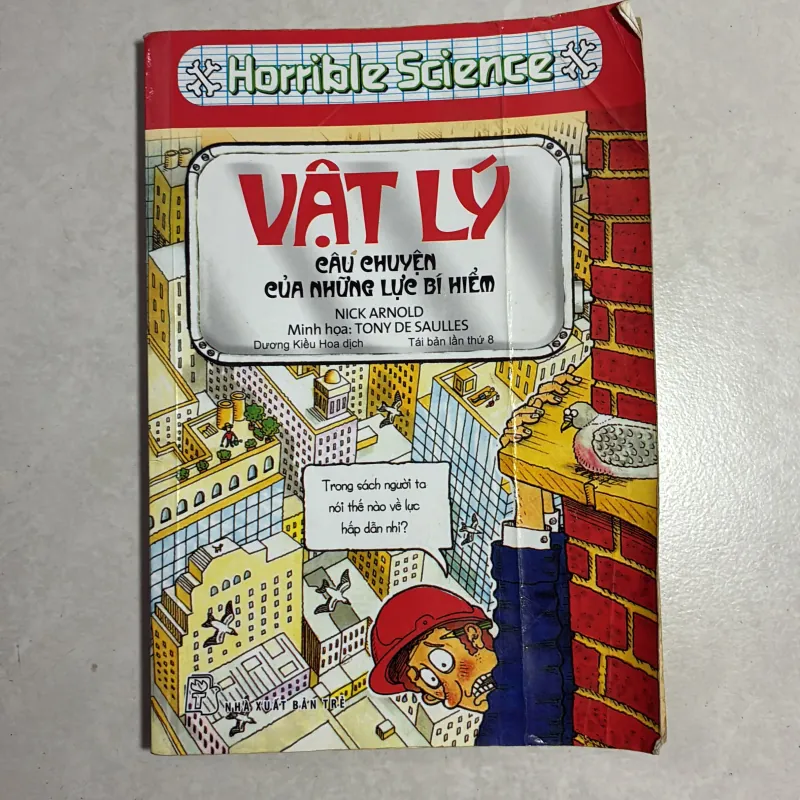 Horrible Science
VẬT LÝ
CÂU CHUYỆN
CỦA NHỮNG LỰC BÍ HIỂM
NICK ARNOLD
Minh họa: TONY DE SAULLES
Dương Kiều Hoa dịch Tái bản lần thứ 8
Trong sách người ta
nói thế nào về lực
hấp dẫn nhỉ?
NHÀ XUẤT BẢN TRẺ